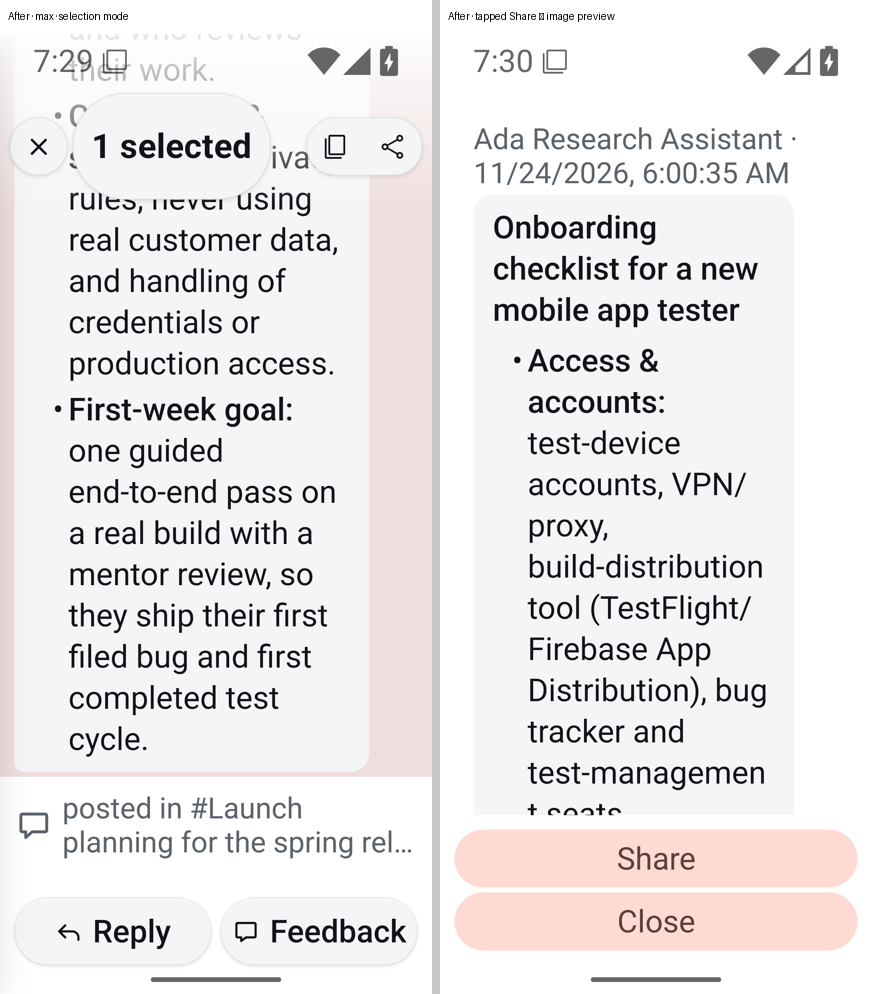 After · max · selection mode
7:29
and who reviews
their work.
1 selected
rules, never using
real customer data,
and handling of
credentials or
production access.
• First-week goal:
one guided
end-to-end pass on
a real build with a
mentor review, so
they ship their first
filed bug and first
completed test
cycle.
posted in #Launch
planning for the spring rel...
Reply
Feedback
After · tapped Share image preview
7:30
Ada Research Assistant ·
11/24/2026, 6:00:35 AM
Onboarding
checklist for a new
mobile app tester
• Access &
accounts:
test-device
accounts, VPN/
proxy,
build-distribution
tool (TestFlight/
Firebase App
Distribution), bug
tracker and
test-managemen
t seats
Share
Close